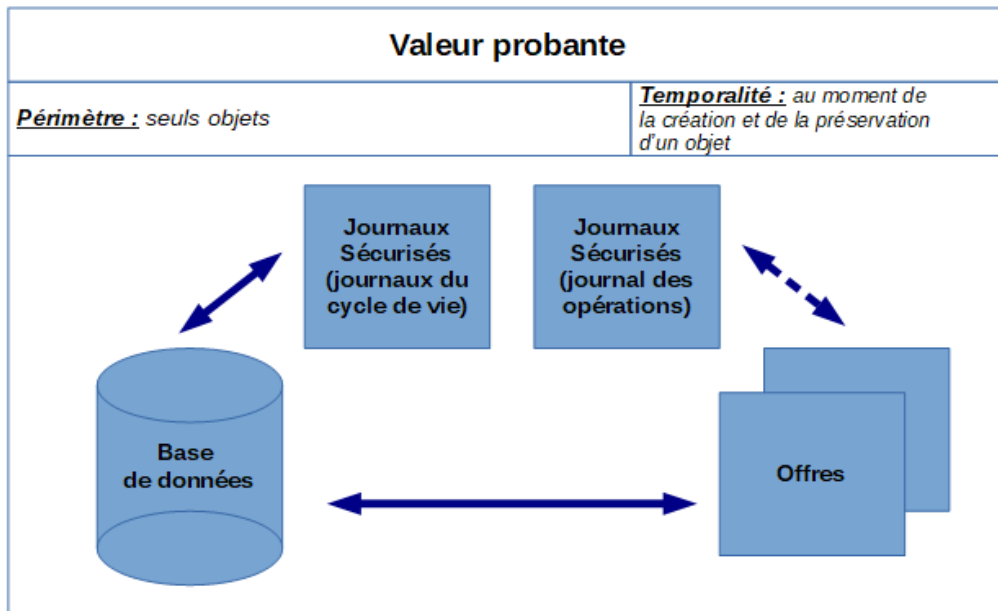 Valeur probante
Périmètre : seuls objets
Temporalité : au moment de
la création et de la préservation
d'un objet
Journaux
Sécurisés
(journaux du
cycle de vie)
Journaux
Sécurisés
(journal des
opérations)
Base
de données
Offres